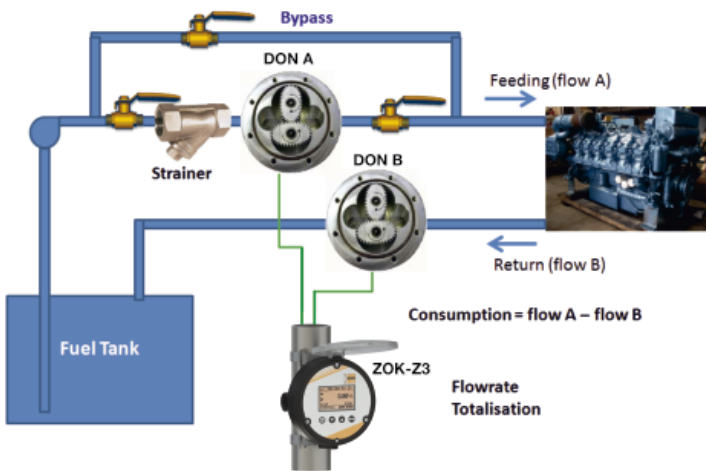 Bypass
DON A
Feeding (flow A)
Strainer
DON B
Return (flow B)
Consumption = flow A – flow B
Fuel Tank
ZOK-Z3
Flowrate
Totalisation